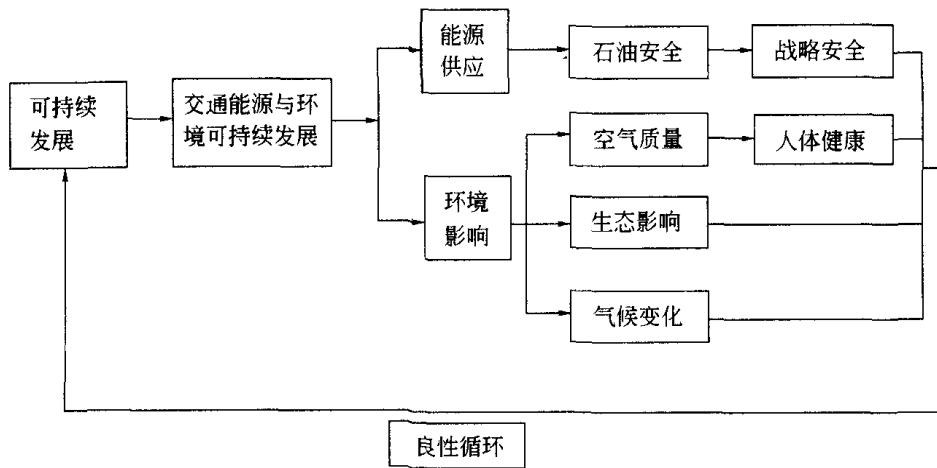 可持续
发展
交通能源与环
境可持续发展
能源
供应
石油安全
战略安全
环境
影响
空气质量
人体健康
生态影响
气候变化
良性循环